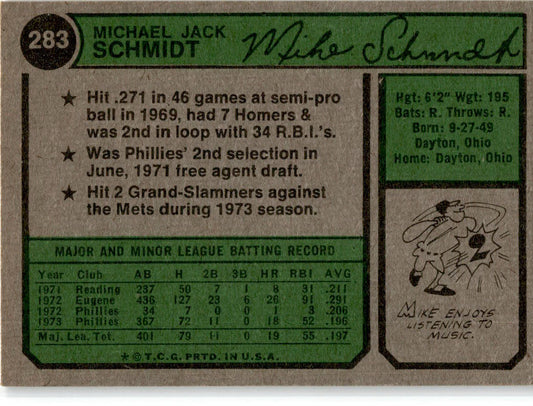 283
MICHAEL JACK
SCHMIDT
Mike Schmidt
★ Hit .271 in 46 games at semi-pro
ball in 1969, had 7 Homers &
was 2nd in loop with 34 R.B.I.'s.
★ Was Phillies' 2nd selection in
June, 1971 free agent draft.
★ Hit 2 Grand-Slammers against
the Mets during 1973 season.
Hgt: 6'2" Wgt: 195
Bats: R. Throws: R.
Born: 9-27-49
Dayton, Ohio
Home: Dayton, Ohio
MAJOR AND MINOR LEAGUE BATTING RECORD
Year Club AB H 2B 3B HR RBI AVG
1971 Reading 237 50 7 1 8 31 .211
1972 Eugene 436 127 23 6 26 91 .291
1972 Phillies 34 7 0 0 1 3 .206
1973 Phillies 367 72 11 0 18 52 .196
Maj. Lea. Tot. 401 79 11 0 19 55 .197
* © T.C.G. PRTD. IN U.S.A.
2
MIKE ENJOYS
LISTENING TO
MUSIC.